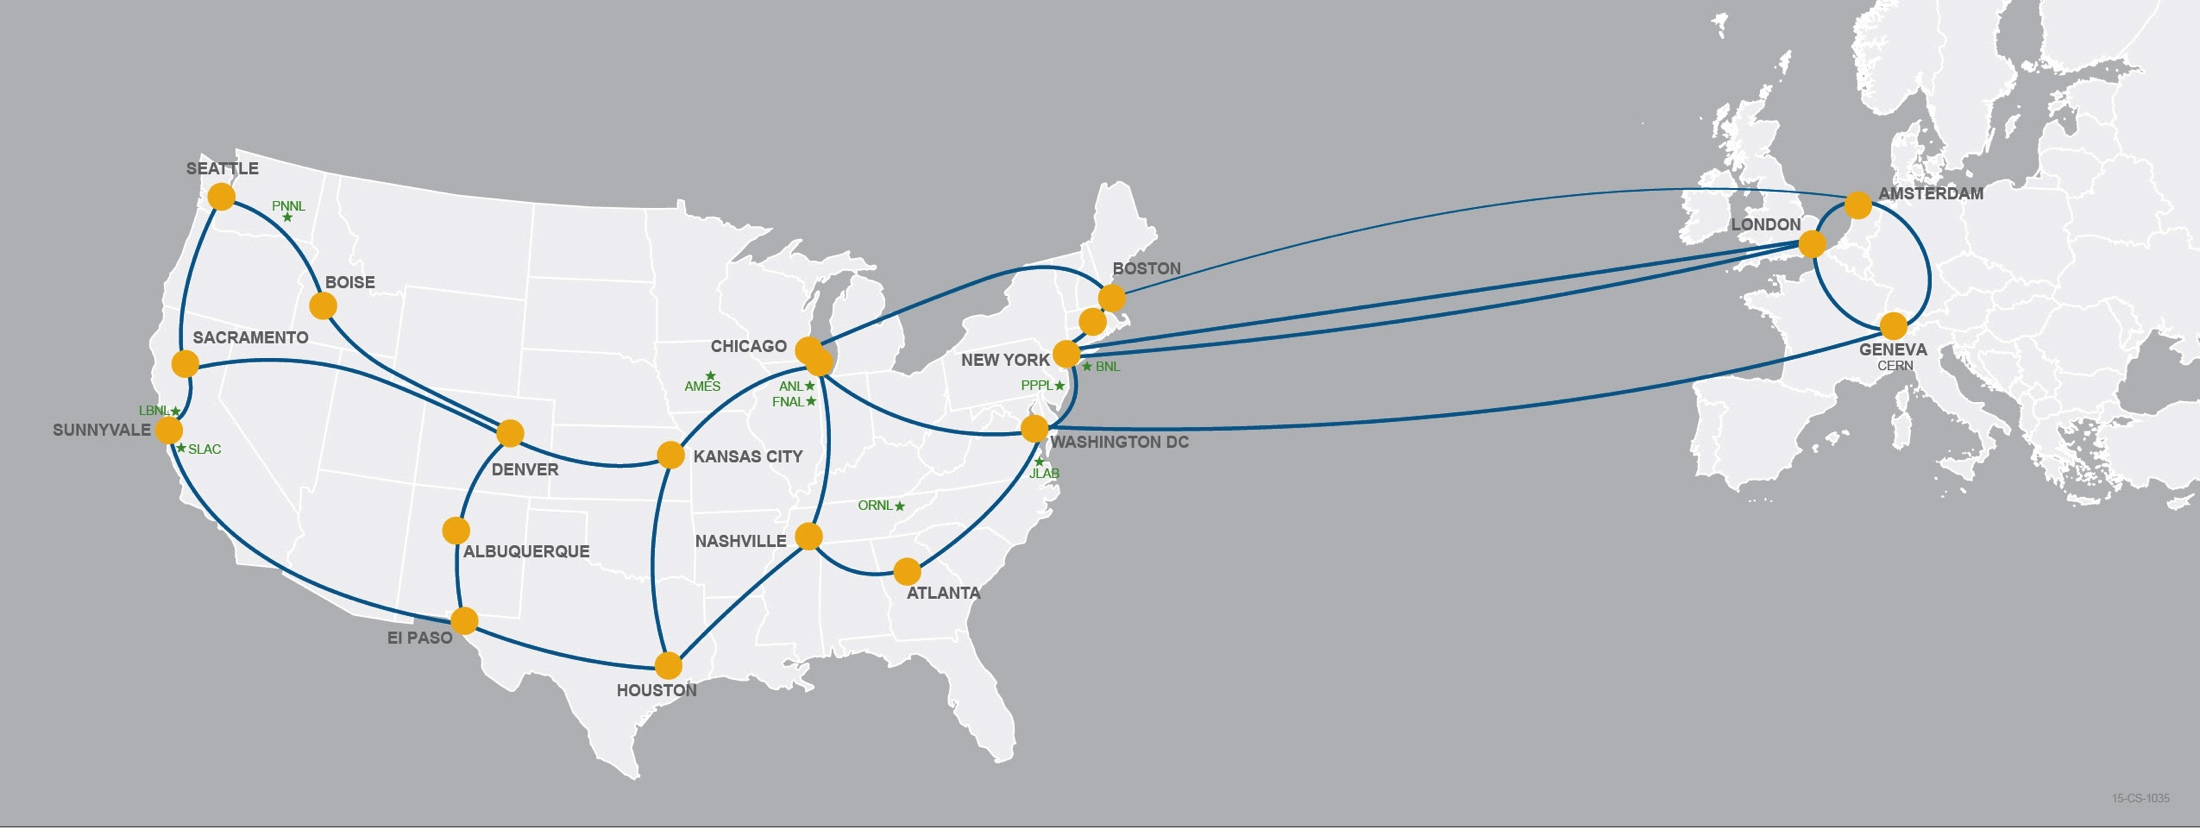 SEATTLE
PNNL
BOISE
SACRAMENTO
LBNL
SUNNYVALE
SLAC
DENVER
ALBUQUERQUE
El PASO
HOUSTON
KANSAS CITY
AMES
CHICAGO
ANL
FNAL
NASHVILLE
ORNL
ATLANTA
BOSTON
NEW YORK
BNL
PPPL
WASHINGTON DC
JLAB
AMSTERDAM
LONDON
GENEVA
CERN
15-CS-1035